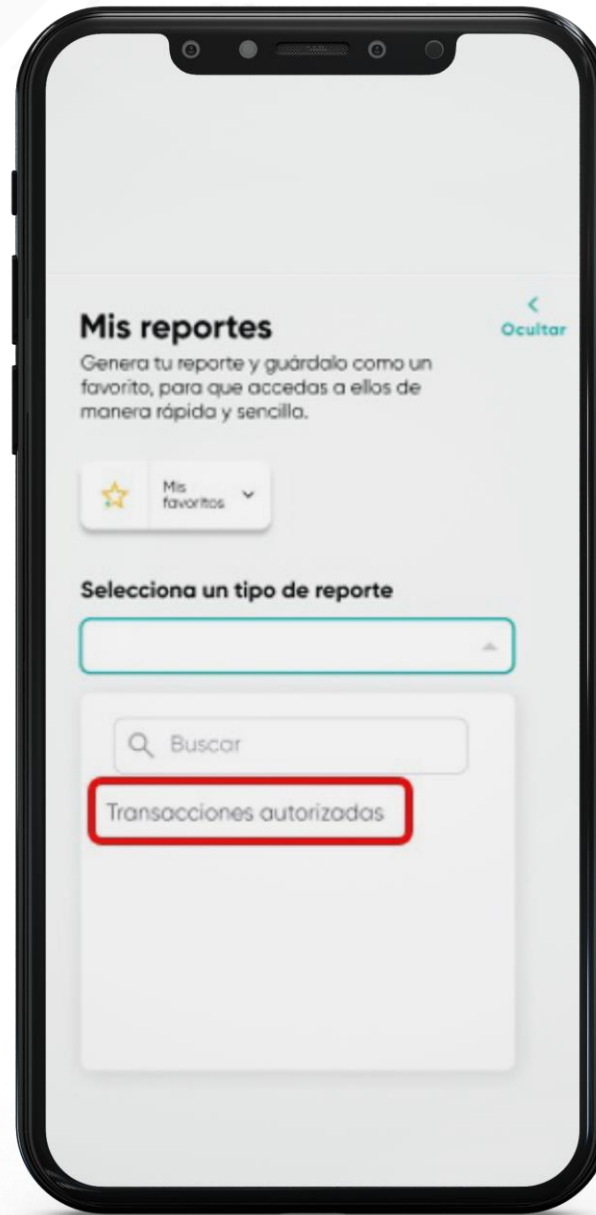 Mis reportes
Ocultar
Genera tu reporte y guárdalo como un
favorito, para que accedas a ellos de
manera rápida y sencilla.
Mis
favoritos
Selecciona un tipo de reporte
Buscar
Transacciones autorizadas